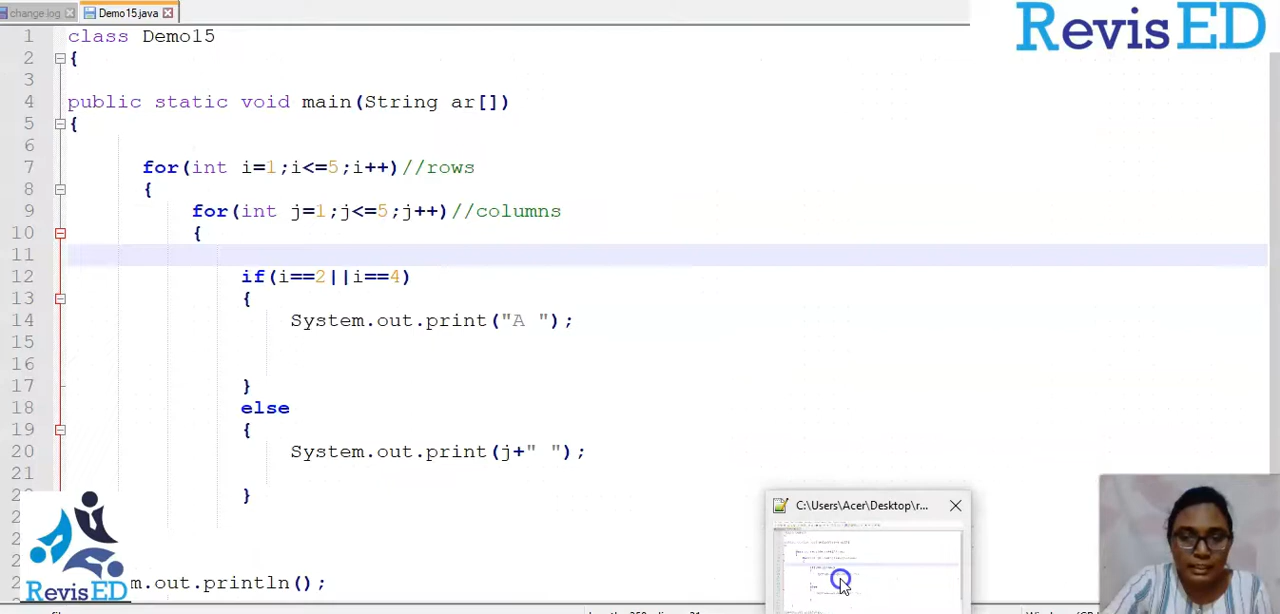 change.log
Demo15.java
RevisED
1 class Demo15
2 {
3
4 public static void main(String ar[])
5 {
6
7 for(int i=1;i<=5;i++)//rows
8 {
9 for(int j=1;j<=5;j++)//columns
10 {
11
12 if(i==2||i==4)
13 {
14 System.out.print("A ");
15
16
17 }
18 else
19 {
20 System.out.print(j+" ");
21
}
C:\Users\Acer\Desktop\r...
m.out.println();
RevisED